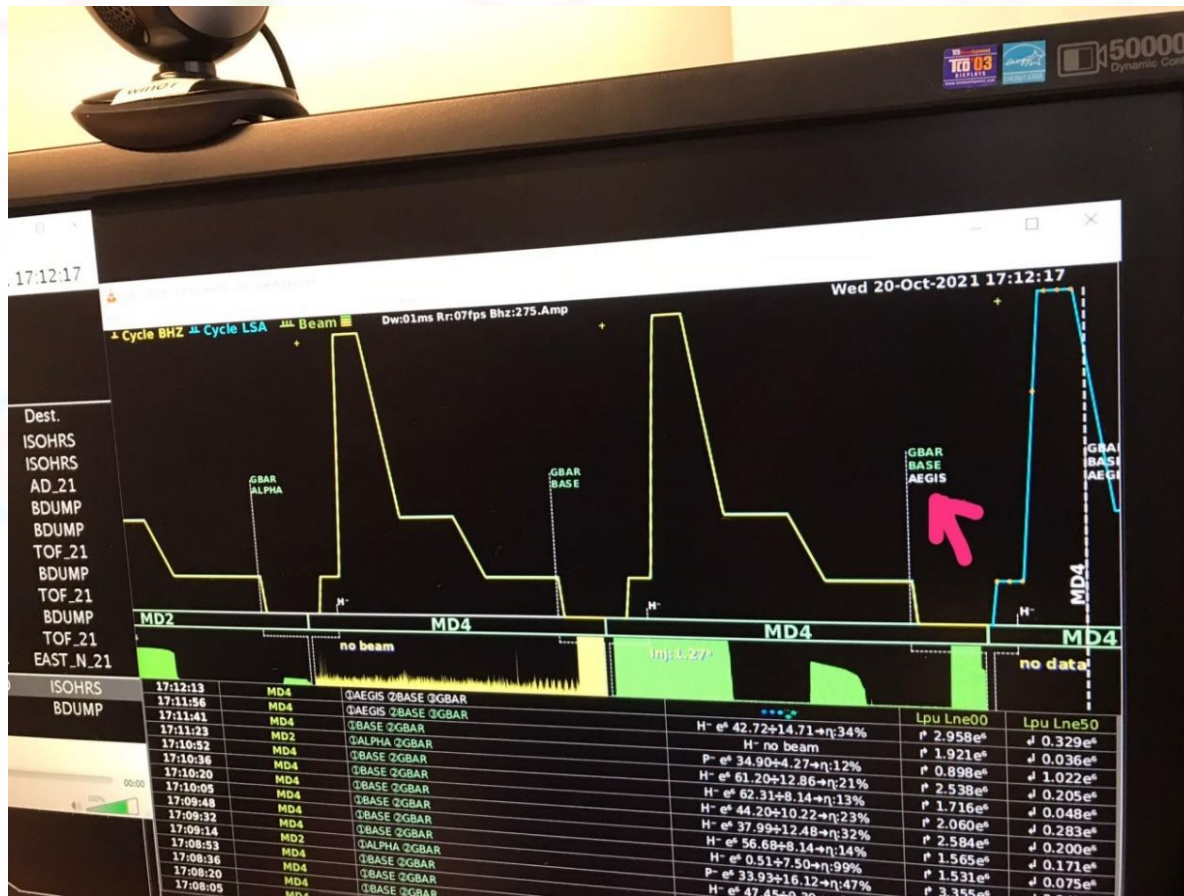 TCO'03
DISPLAYS
ENERGY STAR
50000
17:12:17
Wed 20-Oct-2021 17:12:17
Cycle BHZ Cycle LSA Beam Dw:01ms Rr:07fps Bhz:275.Amp
Dest.
ISOHRS
ISOHRS
AD_21
BDUMP
BDUMP
TOF_21
BDUMP
TOF_21
BDUMP
TOF_21
EAST_N_21
ISOHRS
BDUMP
00:00
100%
GBAR
ALPHA
GBAR
BASE
GBAR
BASE
AEGIS
MD4
H⁻
H⁻
H⁻
MD2 MD4 MD4 MD4
no beam
no data
17:12:13 MD4 ①AEGIS ②BASE ③GBAR Lpu Lne00 Lpu Lne50
17:11:56 MD4 ①AEGIS ②BASE ③GBAR H⁻ e⁶ 42.72÷14.71→η:34% ↱ 2.958e⁶ ↲ 0.329e⁶
17:11:41 MD4 ①BASE ②GBAR H⁻ no beam ↱ 1.921e⁶ ↲ 0.036e⁶
17:11:23 MD2 ①ALPHA ②GBAR P⁻ e⁶ 34.90÷4.27→η:12% ↱ 0.898e⁶ ↲ 1.022e⁶
17:10:52 MD4 ①BASE ②GBAR H⁻ e⁶ 61.20÷12.86→η:21% ↱ 2.538e⁶ ↲ 0.205e⁶
17:10:36 MD4 ①BASE ②GBAR H⁻ e⁶ 62.31÷8.14→η:13% ↱ 1.716e⁶ ↲ 0.048e⁶
17:10:20 MD4 ①BASE ②GBAR H⁻ e⁶ 44.20÷10.22→η:23% ↱ 2.060e⁶ ↲ 0.283e⁶
17:10:05 MD4 ①BASE ②GBAR H⁻ e⁶ 37.99÷12.48→η:32% ↱ 2.584e⁶ ↲ 0.200e⁶
17:09:48 MD4 ①BASE ②GBAR H⁻ e⁶ 56.68÷8.14→η:14% ↱ 1.565e⁶ ↲ 0.171e⁶
17:09:32 MD4 ①BASE ②GBAR H⁻ e⁶ 0.51÷7.50→η:99% ↱ 1.531e⁶ ↲ 0.075e⁶
17:09:14 MD2 ①ALPHA ②GBAR P⁻ e⁶ 33.93÷16.12→η:47% ↱ 3.355e⁶
17:08:53 MD4 ①BASE ②GBAR
17:08:36 MD4 ①BASE ②GBAR
17:08:20 MD4
17:08:05